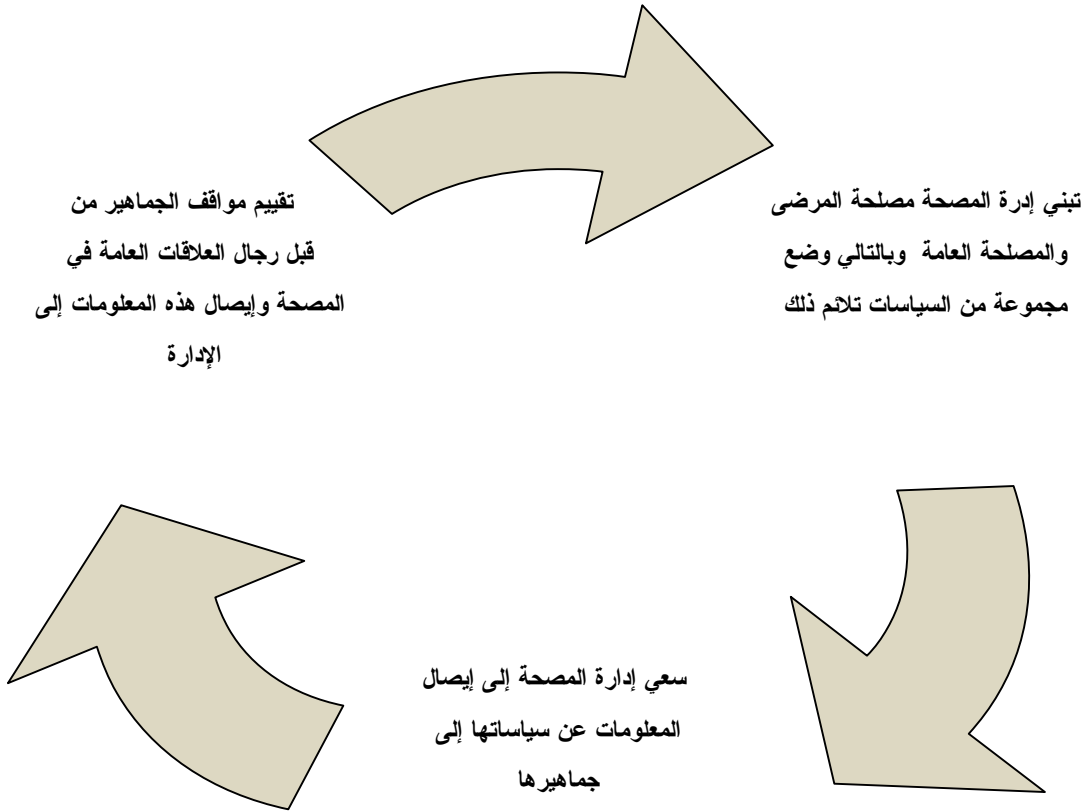 تبني إدرة المصحة مصلحة المرضى
والمصلحة العامة وبالتالي وضع
مجموعة من السياسات تلائم ذلك
سعي إدارة المصحة إلى إيصال
المعلومات عن سياساتها إلى
جماهيرها
تقييم مواقف الجماهير من
قبل رجال العلاقات العامة في
المصحة وإيصال هذه المعلومات إلى
الإدارة